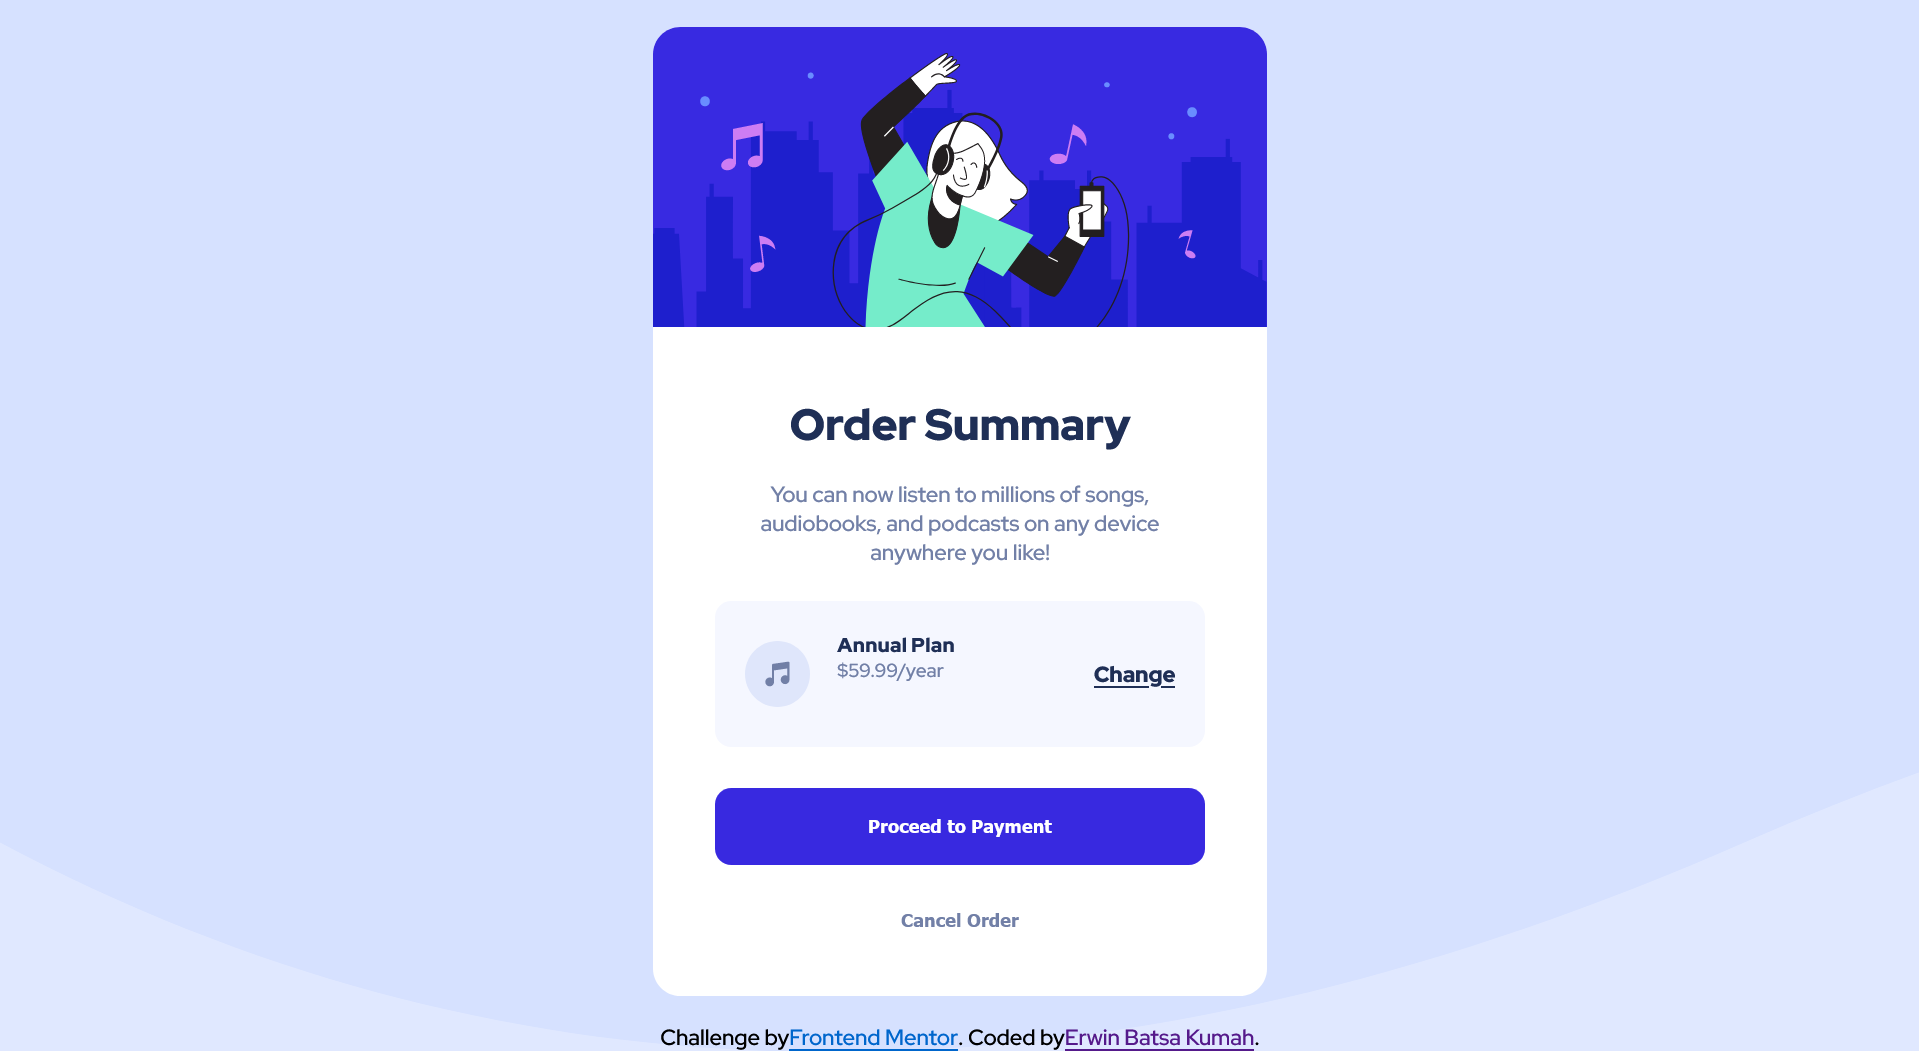 Order Summary
You can now listen to millions of songs,
audiobooks, and podcasts on any device
anywhere you like!
Annual Plan
$59.99/year
Change
Proceed to Payment
Cancel Order
Challenge byFrontend Mentor. Coded byErwin Batsa Kumah.